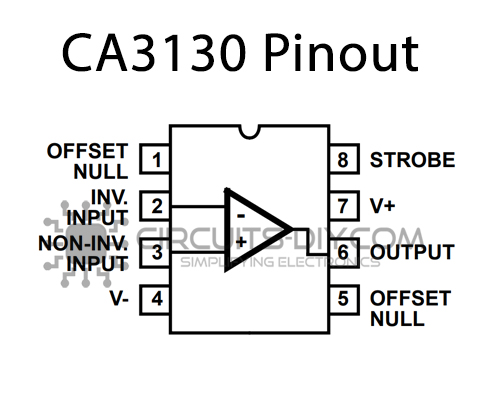 CA3130 Pinout
OFFSET
NULL
1
8
STROBE
INV.
INPUT
2
7
V+
-
NON-INV.
INPUT
3
+
6
OUTPUT
CIRCUITS-DIY.COM
SIMPLIFYING ELECTRONICS
V-
4
5
OFFSET
NULL